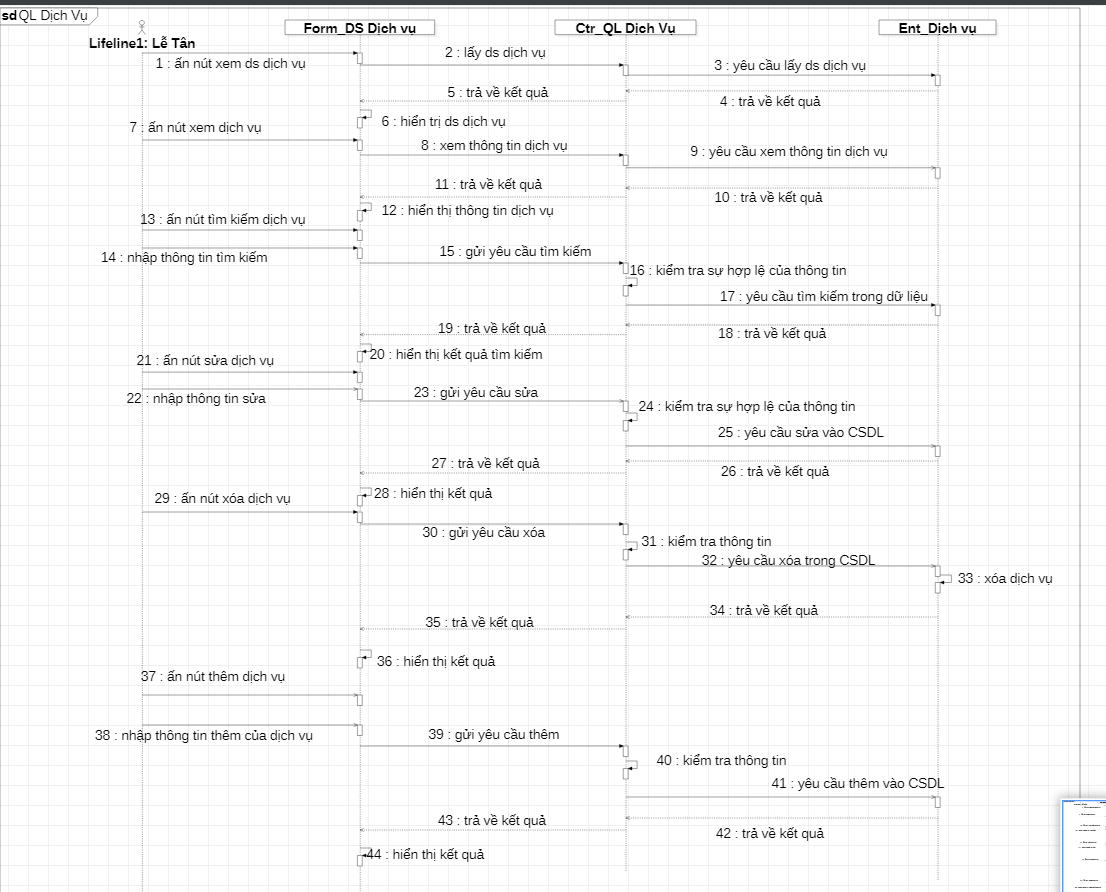 sd QL Dịch Vụ
Lifeline1: Lễ Tân
Form_DS Dich vụ
Ctr_QL Dịch Vụ
Ent_Dịch vụ
1 : ấn nút xem ds dịch vụ
2 : lấy ds dịch vụ
3 : yêu cầu lấy ds dịch vụ
4 : trả về kết quả
5 : trả về kết quả
6 : hiển trị ds dịch vụ
7 : ấn nút xem dịch vụ
8 : xem thông tin dịch vụ
9 : yêu cầu xem thông tin dịch vụ
10 : trả về kết quả
11 : trả về kết quả
12 : hiển thị thông tin dịch vụ
13 : ấn nút tìm kiếm dịch vụ
14 : nhập thông tin tìm kiếm
15 : gửi yêu cầu tìm kiếm
16 : kiểm tra sự hợp lệ của thông tin
17 : yêu cầu tìm kiếm trong dữ liệu
18 : trả về kết quả
19 : trả về kết quả
20 : hiển thị kết quả tìm kiếm
21 : ấn nút sửa dịch vụ
22 : nhập thông tin sửa
23 : gửi yêu cầu sửa
24 : kiểm tra sự hợp lệ của thông tin
25 : yêu cầu sửa vào CSDL
26 : trả về kết quả
27 : trả về kết quả
28 : hiển thị kết quả
29 : ấn nút xóa dịch vụ
30 : gửi yêu cầu xóa
31 : kiểm tra thông tin
32 : yêu cầu xóa trong CSDL
33 : xóa dịch vụ
34 : trả về kết quả
35 : trả về kết quả
36 : hiển thị kết quả
37 : ấn nút thêm dịch vụ
38 : nhập thông tin thêm của dịch vụ
39 : gửi yêu cầu thêm
40 : kiểm tra thông tin
41 : yêu cầu thêm vào CSDL
42 : trả về kết quả
43 : trả về kết quả
44 : hiển thị kết quả